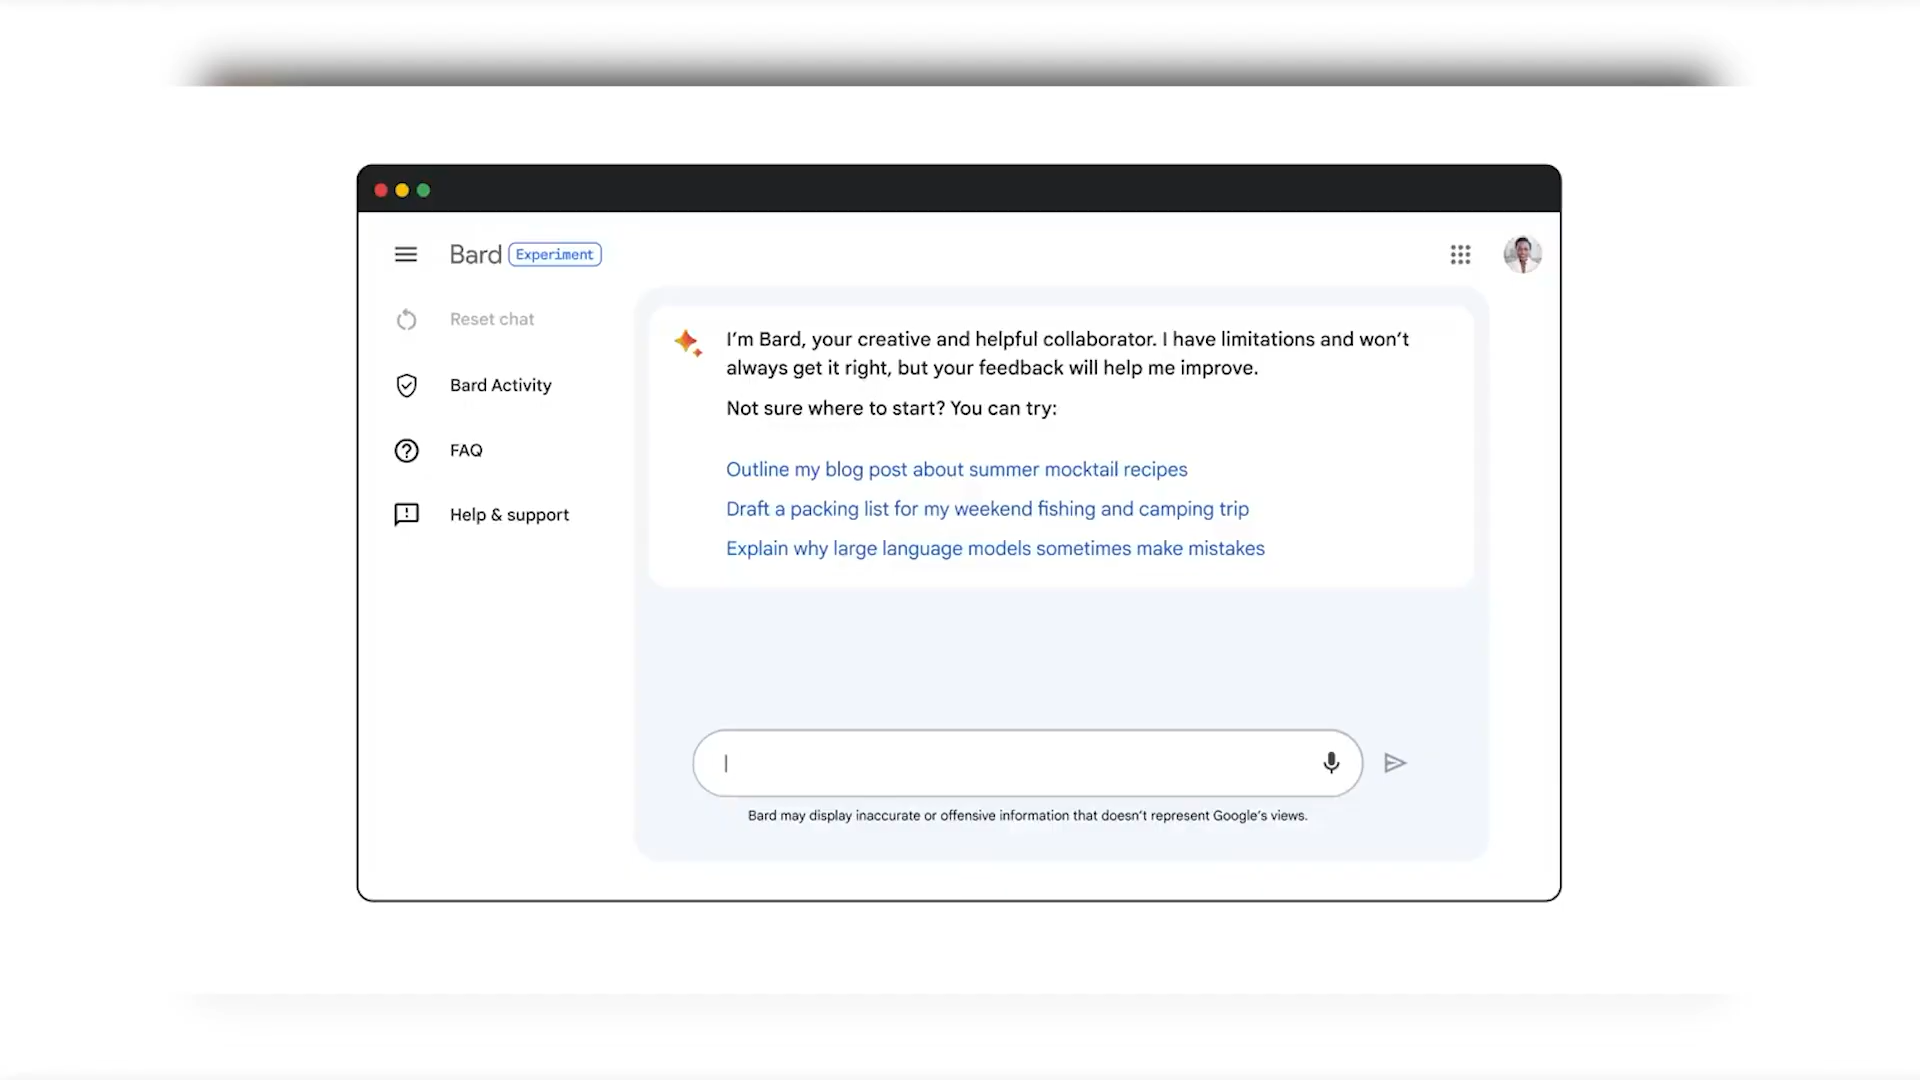 Bard Experiment
Reset chat
Bard Activity
FAQ
Help & support
I’m Bard, your creative and helpful collaborator. I have limitations and won’t
always get it right, but your feedback will help me improve.
Not sure where to start? You can try:
Outline my blog post about summer mocktail recipes
Draft a packing list for my weekend fishing and camping trip
Explain why large language models sometimes make mistakes
Bard may display inaccurate or offensive information that doesn’t represent Google’s views.